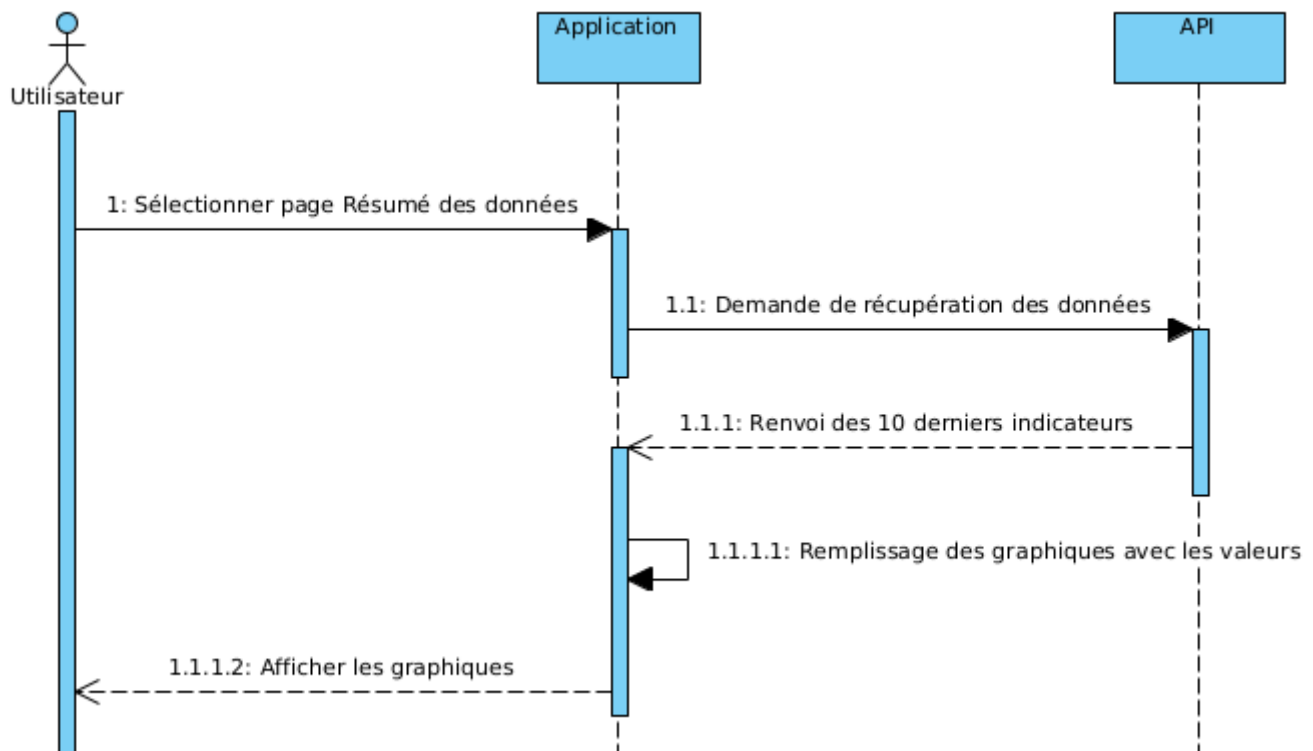 Application
API
Utilisateur
1: Sélectionner page Résumé des données
1.1: Demande de récupération des données
1.1.1: Renvoi des 10 derniers indicateurs
1.1.1.1: Remplissage des graphiques avec les valeurs
1.1.1.2: Afficher les graphiques